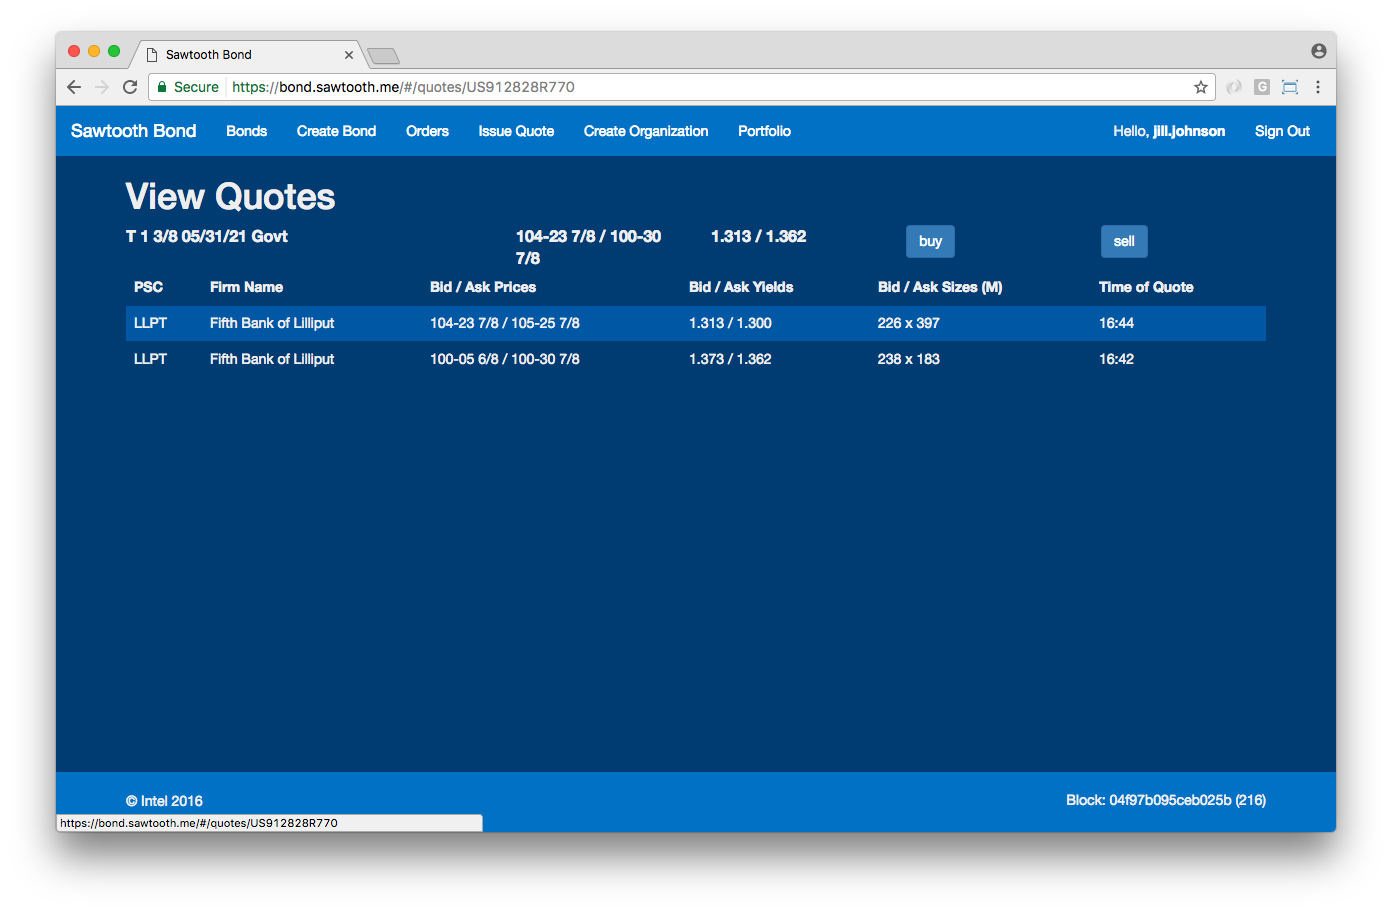 Sawtooth Bond
Secure https://bond.sawtooth.me/#/quotes/US912828R770
Sawtooth Bond Bonds Create Bond Orders Issue Quote Create Organization Portfolio Hello, jill.johnson Sign Out
View Quotes
T 1 3/8 05/31/21 Govt 104-23 7/8 / 100-30 1.313 / 1.362 buy sell
7/8
PSC Firm Name Bid / Ask Prices Bid / Ask Yields Bid / Ask Sizes (M) Time of Quote
LLPT Fifth Bank of Lilliput 104-23 7/8 / 105-25 7/8 1.313 / 1.300 226 x 397 16:44
LLPT Fifth Bank of Lilliput 100-05 6/8 / 100-30 7/8 1.373 / 1.362 238 x 183 16:42
© Intel 2016 Block: 04f97b095ceb025b (216)
https://bond.sawtooth.me/#/quotes/US912828R770